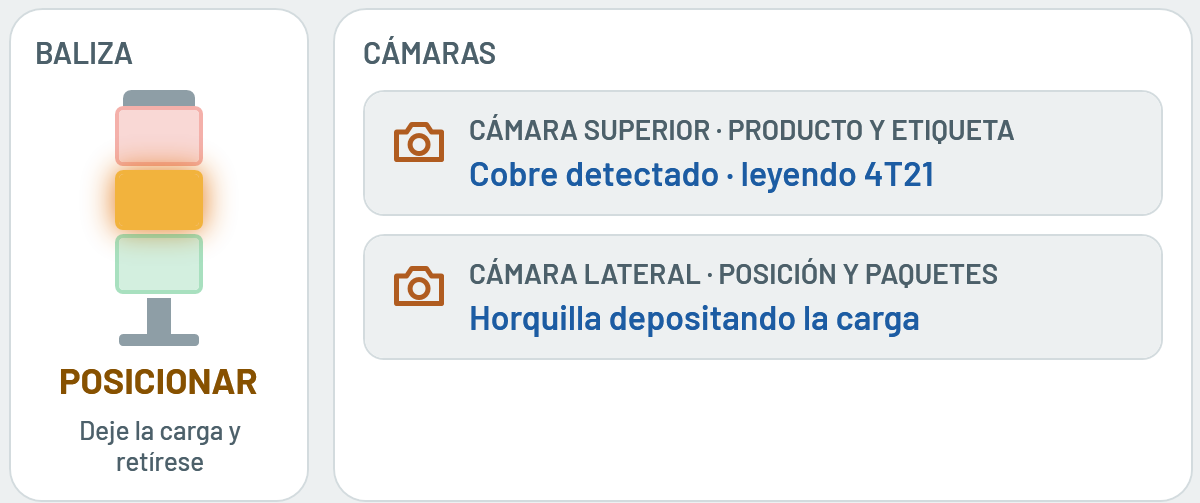 BALIZA
POSICIONAR
Deje la carga y
retírese
CÁMARAS
CÁMARA SUPERIOR · PRODUCTO Y ETIQUETA
Cobre detectado · leyendo 4T21
CÁMARA LATERAL · POSICIÓN Y PAQUETES
Horquilla depositando la carga